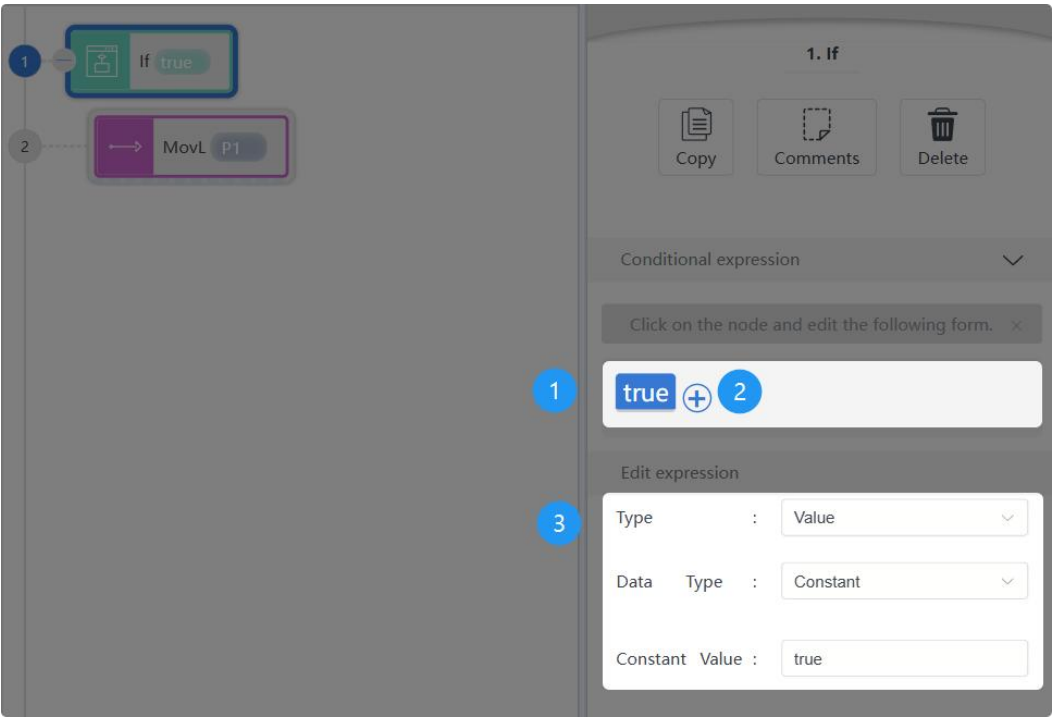 1 If true
2 MovL P1
1. If
Copy Comments Delete
Conditional expression
Click on the node and edit the following form. ×
1 true 2
Edit expression
3
Type : Value
Data Type : Constant
Constant Value : true